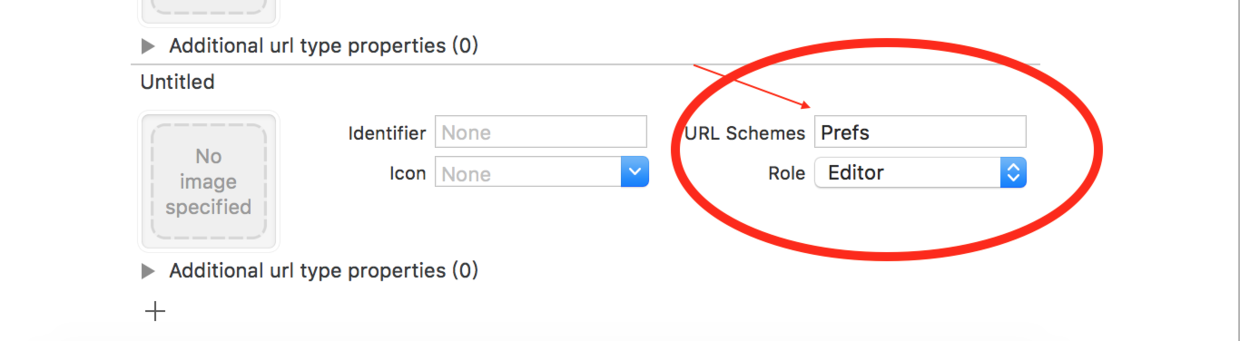 Additional url type properties (0)
Untitled
Identifier None URL Schemes Prefs
No image specified
Icon None Role Editor
Additional url type properties (0)